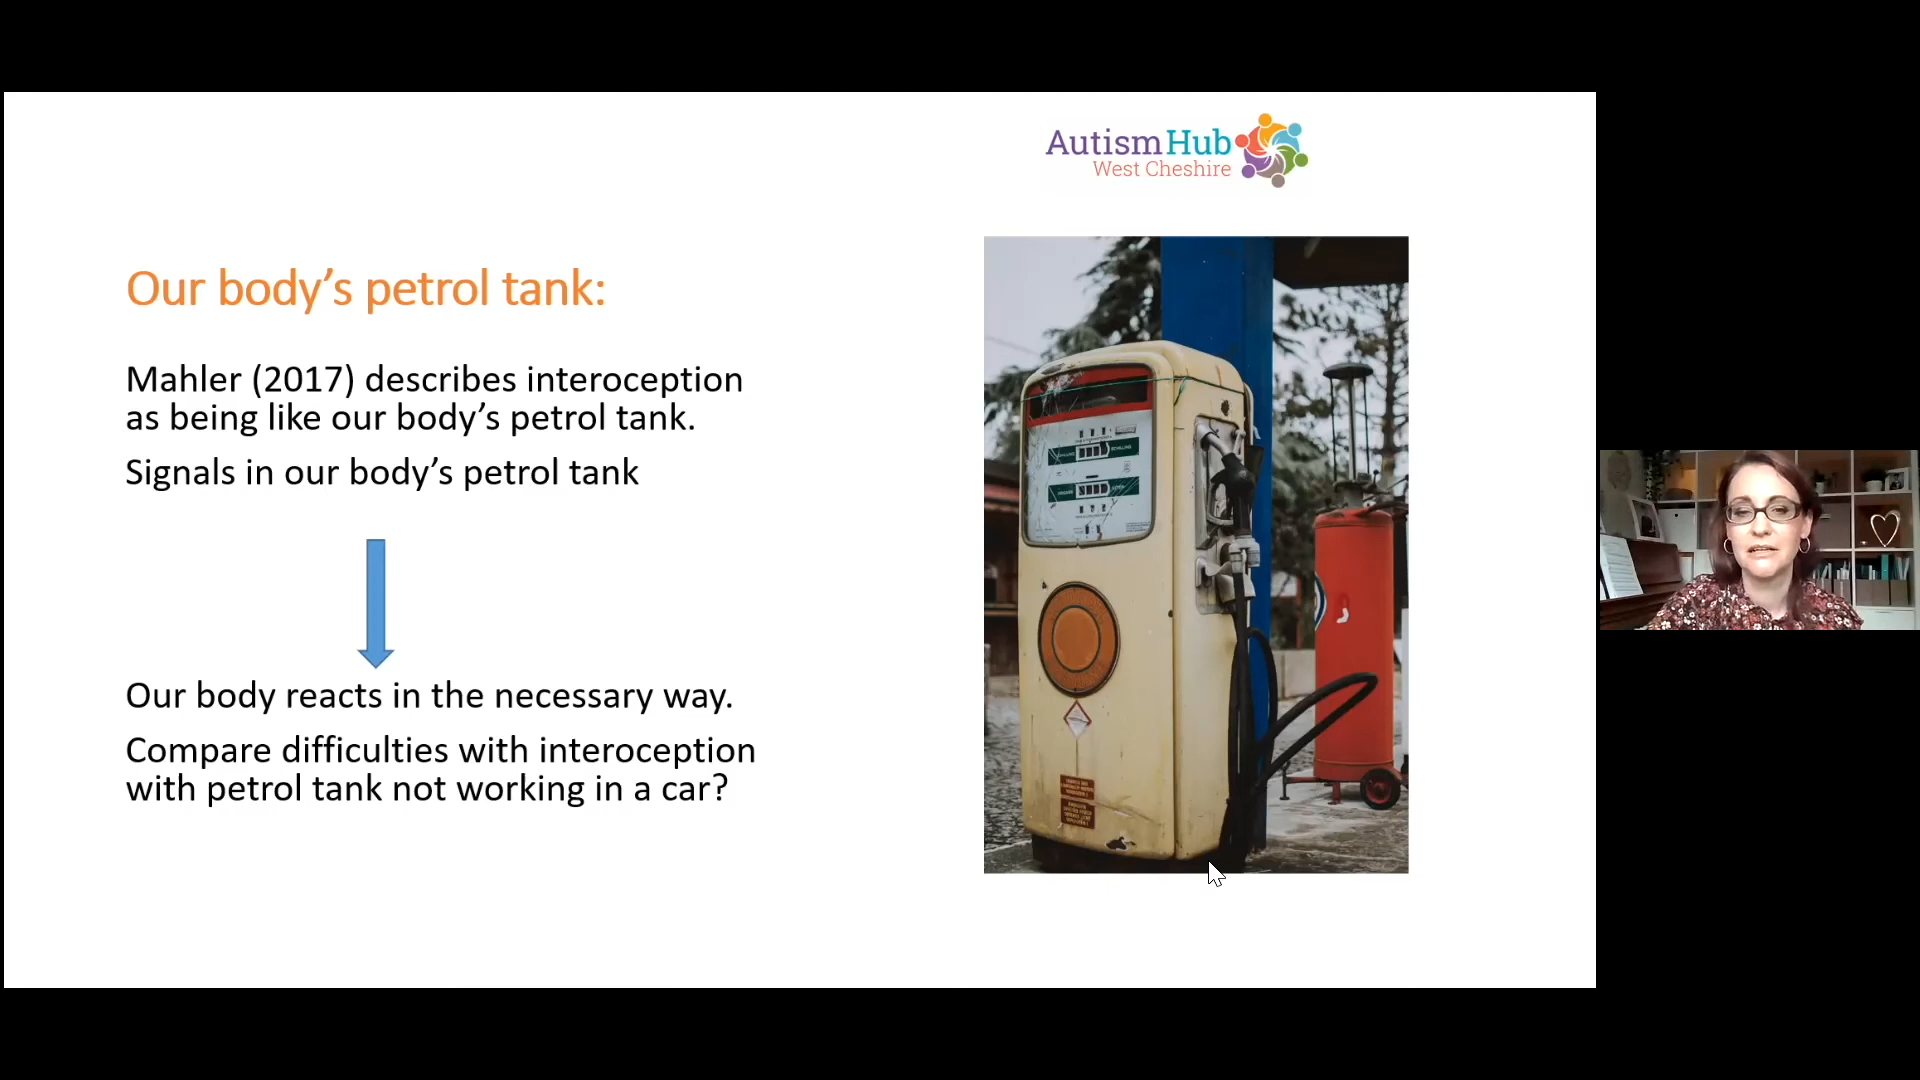 Autism Hub
West Cheshire
Our body's petrol tank:
Mahler (2017) describes interoception
as being like our body's petrol tank.
Signals in our body's petrol tank
Our body reacts in the necessary way.
Compare difficulties with interoception
with petrol tank not working in a car?